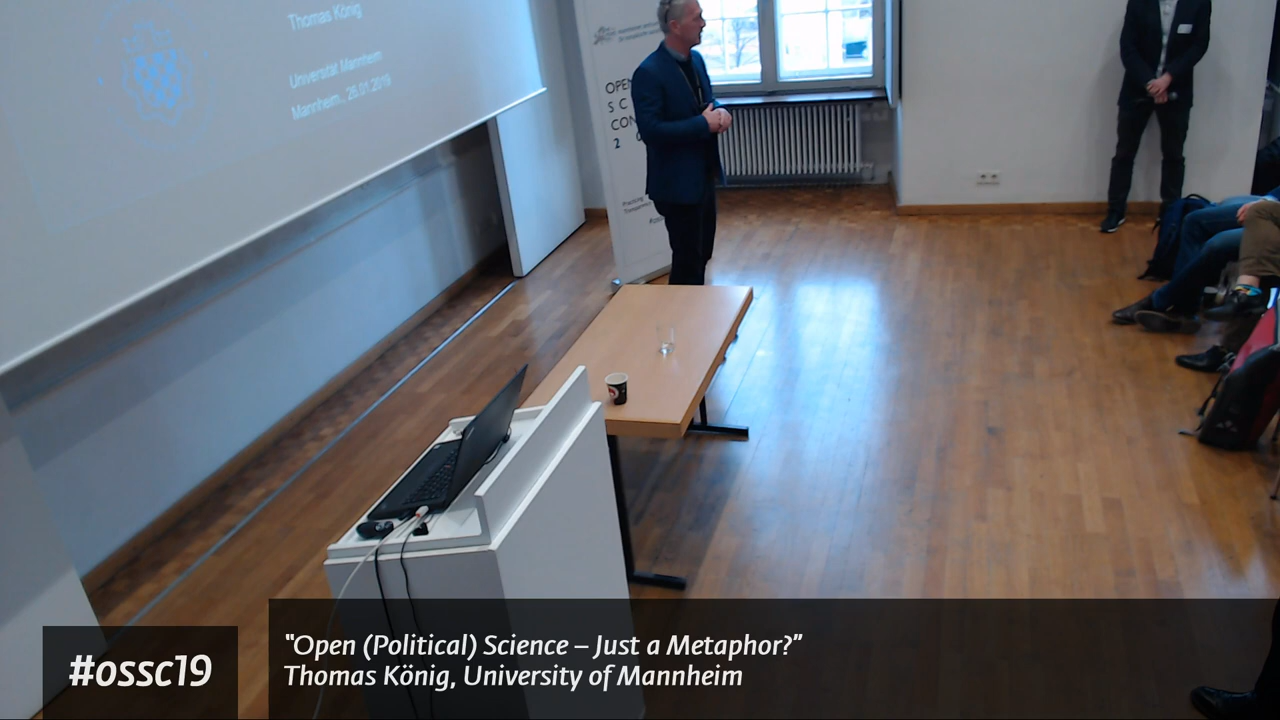 Thomas König
Universität Mannheim
Mannheim, 25.01.2019
OPEN
SC
CON
2
#ossc19
"Open (Political) Science – Just a Metaphor?"
Thomas König, University of Mannheim